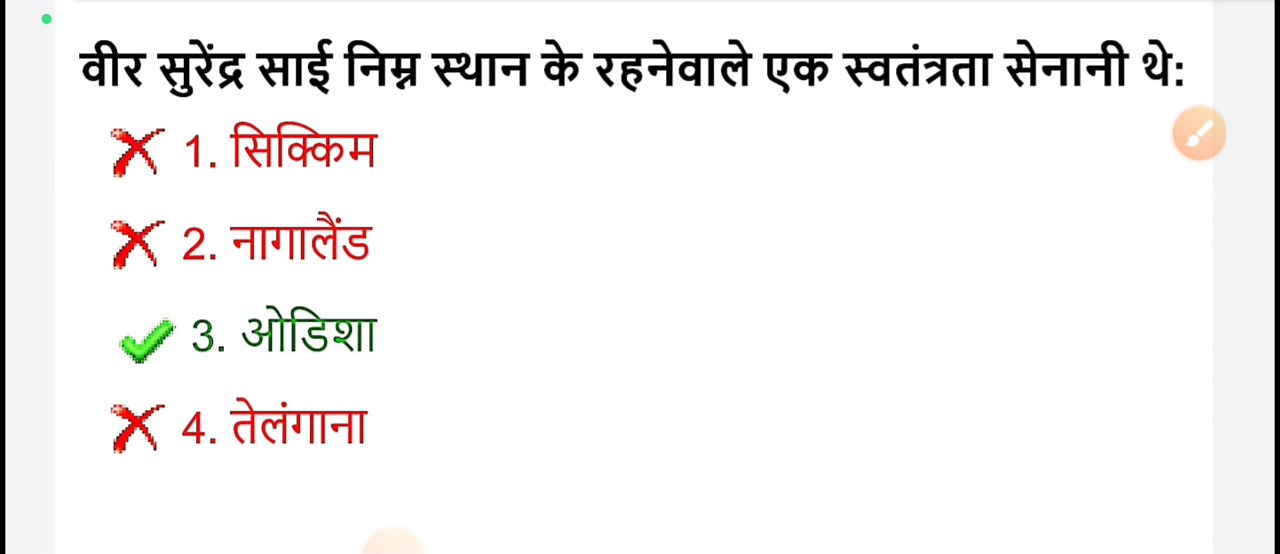 वीर सुरेंद्र साई निम्न स्थान के रहनेवाले एक स्वतंत्रता सेनानी थे:
1. सिक्किम
2. नागालैंड
3. ओडिशा
4. तेलंगाना